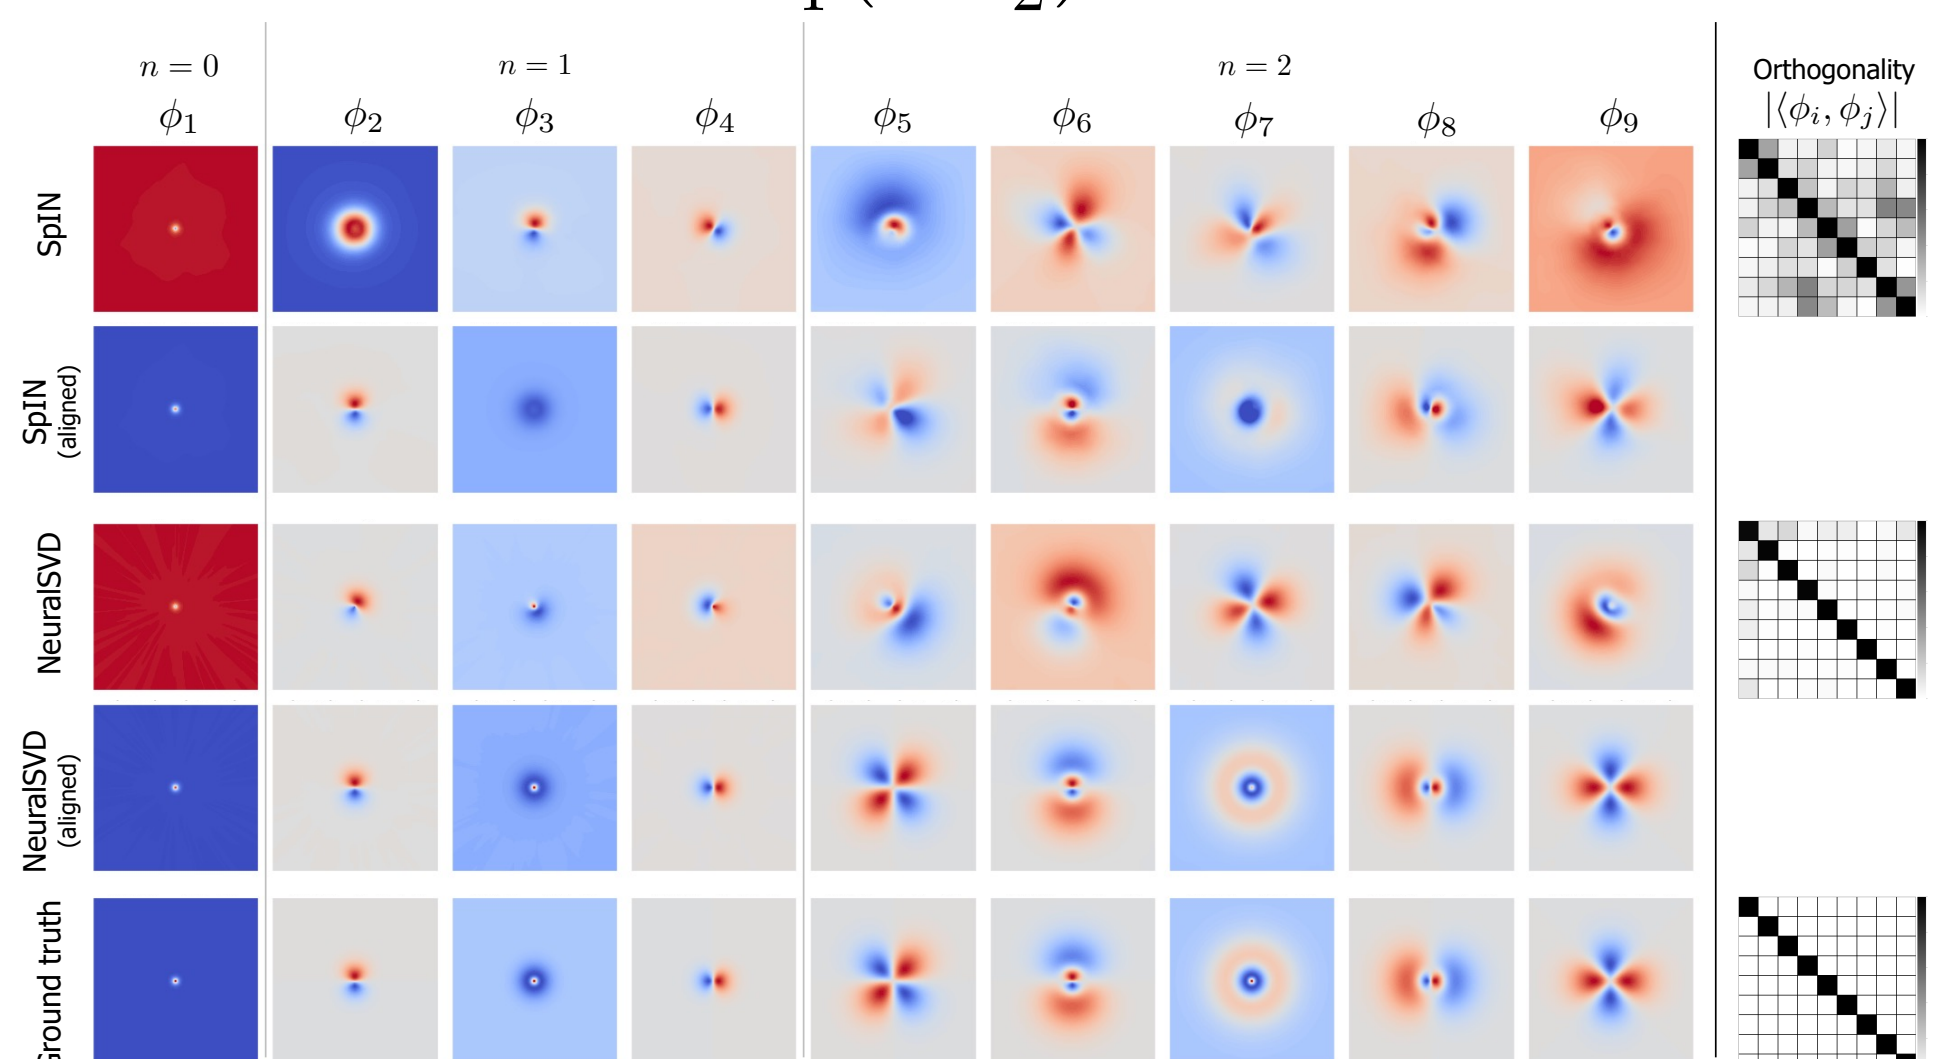 n = 0
n = 1
n = 2
Orthogonality
|⟨ϕi, ϕj⟩|
ϕ1
ϕ2
ϕ3
ϕ4
ϕ5
ϕ6
ϕ7
ϕ8
ϕ9
SpIN
SpIN
(aligned)
NeuralSVD
NeuralSVD
(aligned)
Ground truth